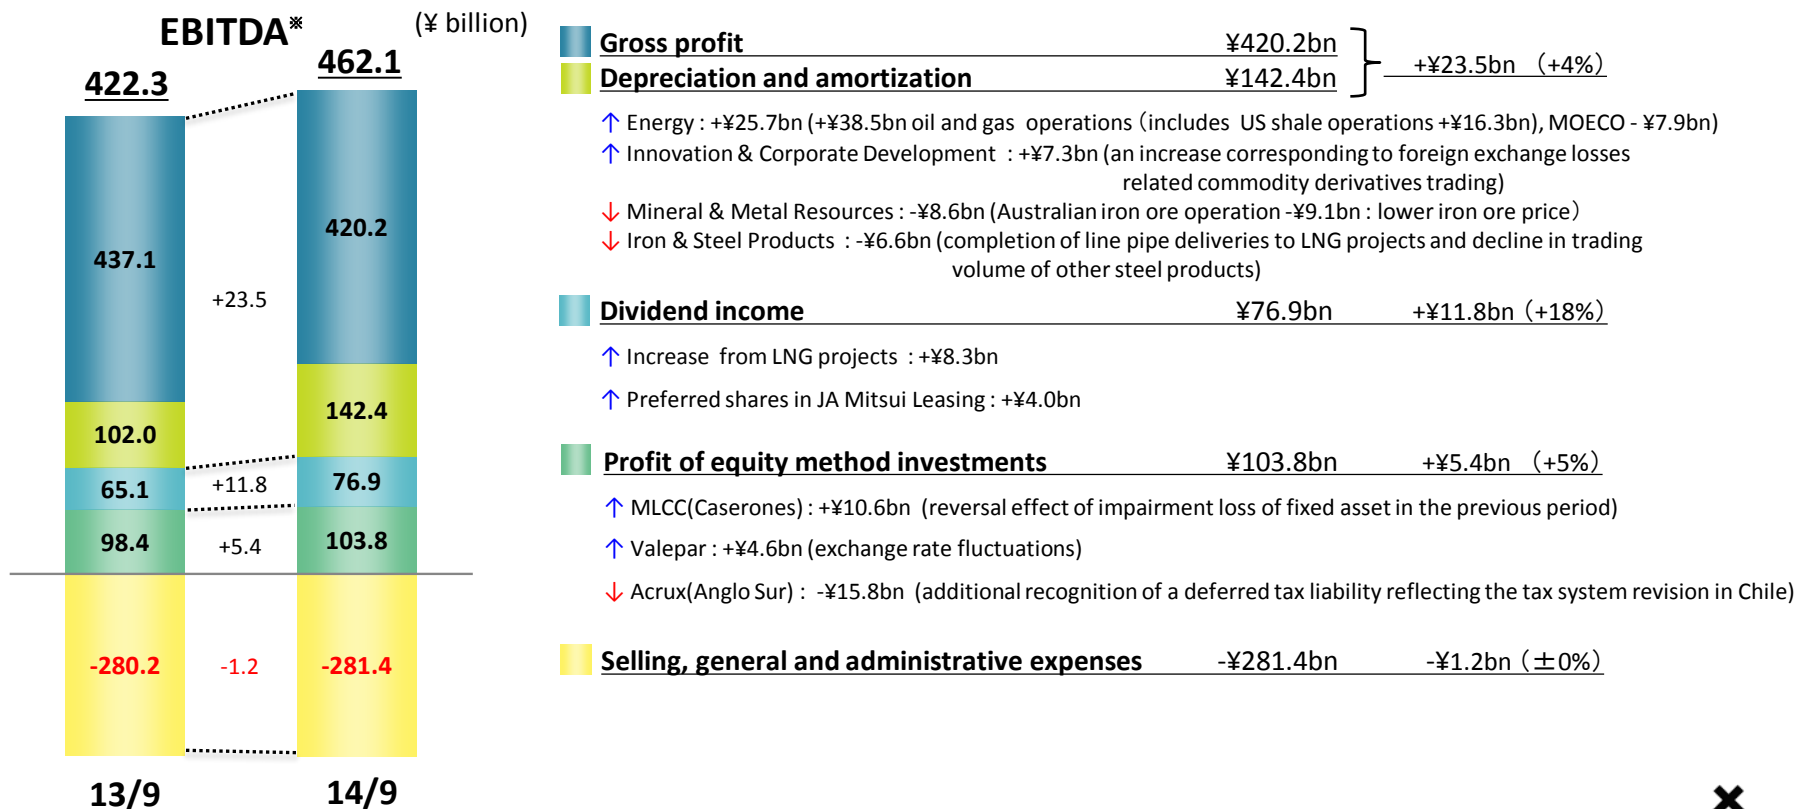 EBITDA※
(¥ billion)
422.3
462.1
437.1
420.2
+23.5
102.0
142.4
65.1
+11.8
76.9
98.4
+5.4
103.8
-280.2
-1.2
-281.4
13/9
14/9
Gross profit ¥420.2bn
Depreciation and amortization ¥142.4bn
+¥23.5bn （+4%）
↑ Energy : +¥25.7bn (+¥38.5bn oil and gas operations （includes US shale operations +¥16.3bn), MOECO - ¥7.9bn)
↑ Innovation & Corporate Development : +¥7.3bn (an increase corresponding to foreign exchange losses
related commodity derivatives trading)
↓ Mineral & Metal Resources : -¥8.6bn (Australian iron ore operation -¥9.1bn : lower iron ore price）
↓ Iron & Steel Products : -¥6.6bn (completion of line pipe deliveries to LNG projects and decline in trading
volume of other steel products)
Dividend income ¥76.9bn +¥11.8bn （+18%）
↑ Increase from LNG projects : +¥8.3bn
↑ Preferred shares in JA Mitsui Leasing : +¥4.0bn
Profit of equity method investments ¥103.8bn +¥5.4bn （+5%）
↑ MLCC(Caserones) : +¥10.6bn (reversal effect of impairment loss of fixed asset in the previous period)
↑ Valepar : +¥4.6bn (exchange rate fluctuations)
↓ Acrux(Anglo Sur) : -¥15.8bn (additional recognition of a deferred tax liability reflecting the tax system revision in Chile)
Selling, general and administrative expenses -¥281.4bn -¥1.2bn （±0%）